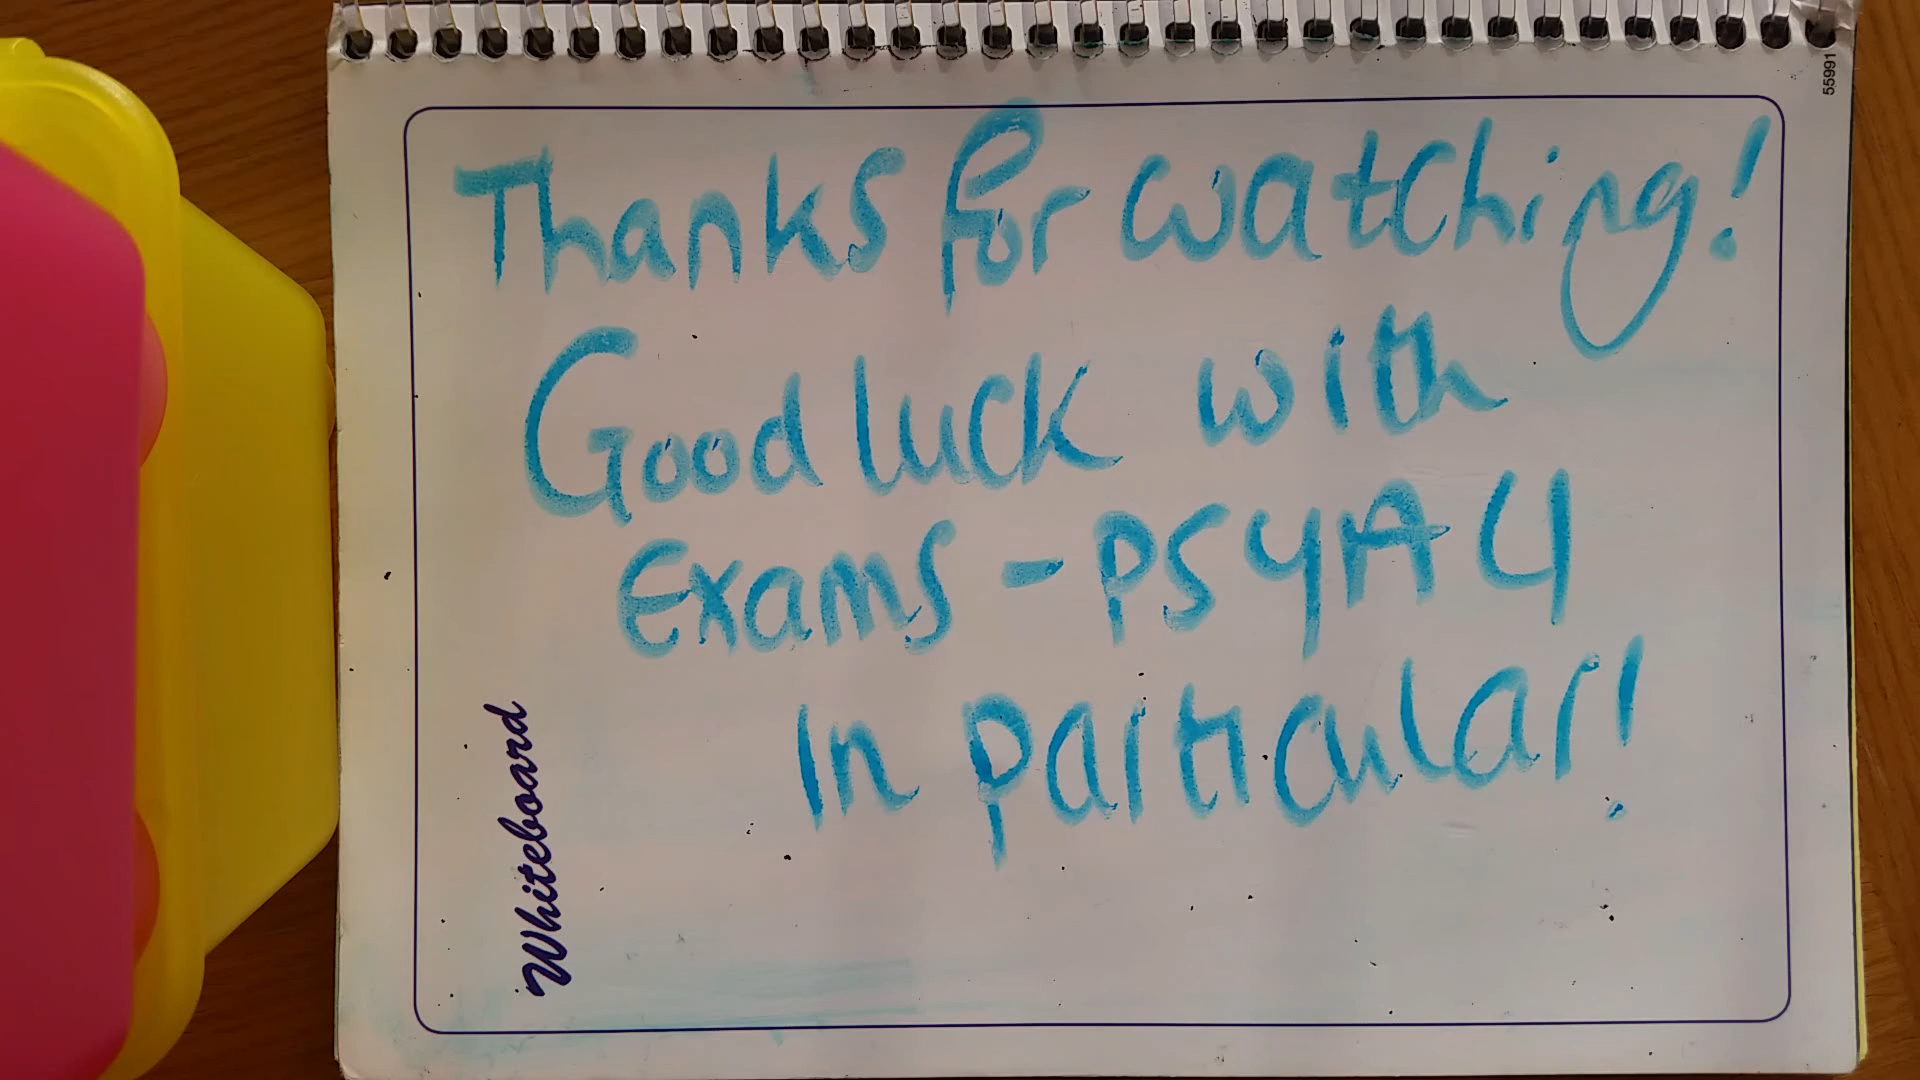 55991
Thanks for watching!
Good luck with
Exams - PSYA4
In particular!
Whiteboard